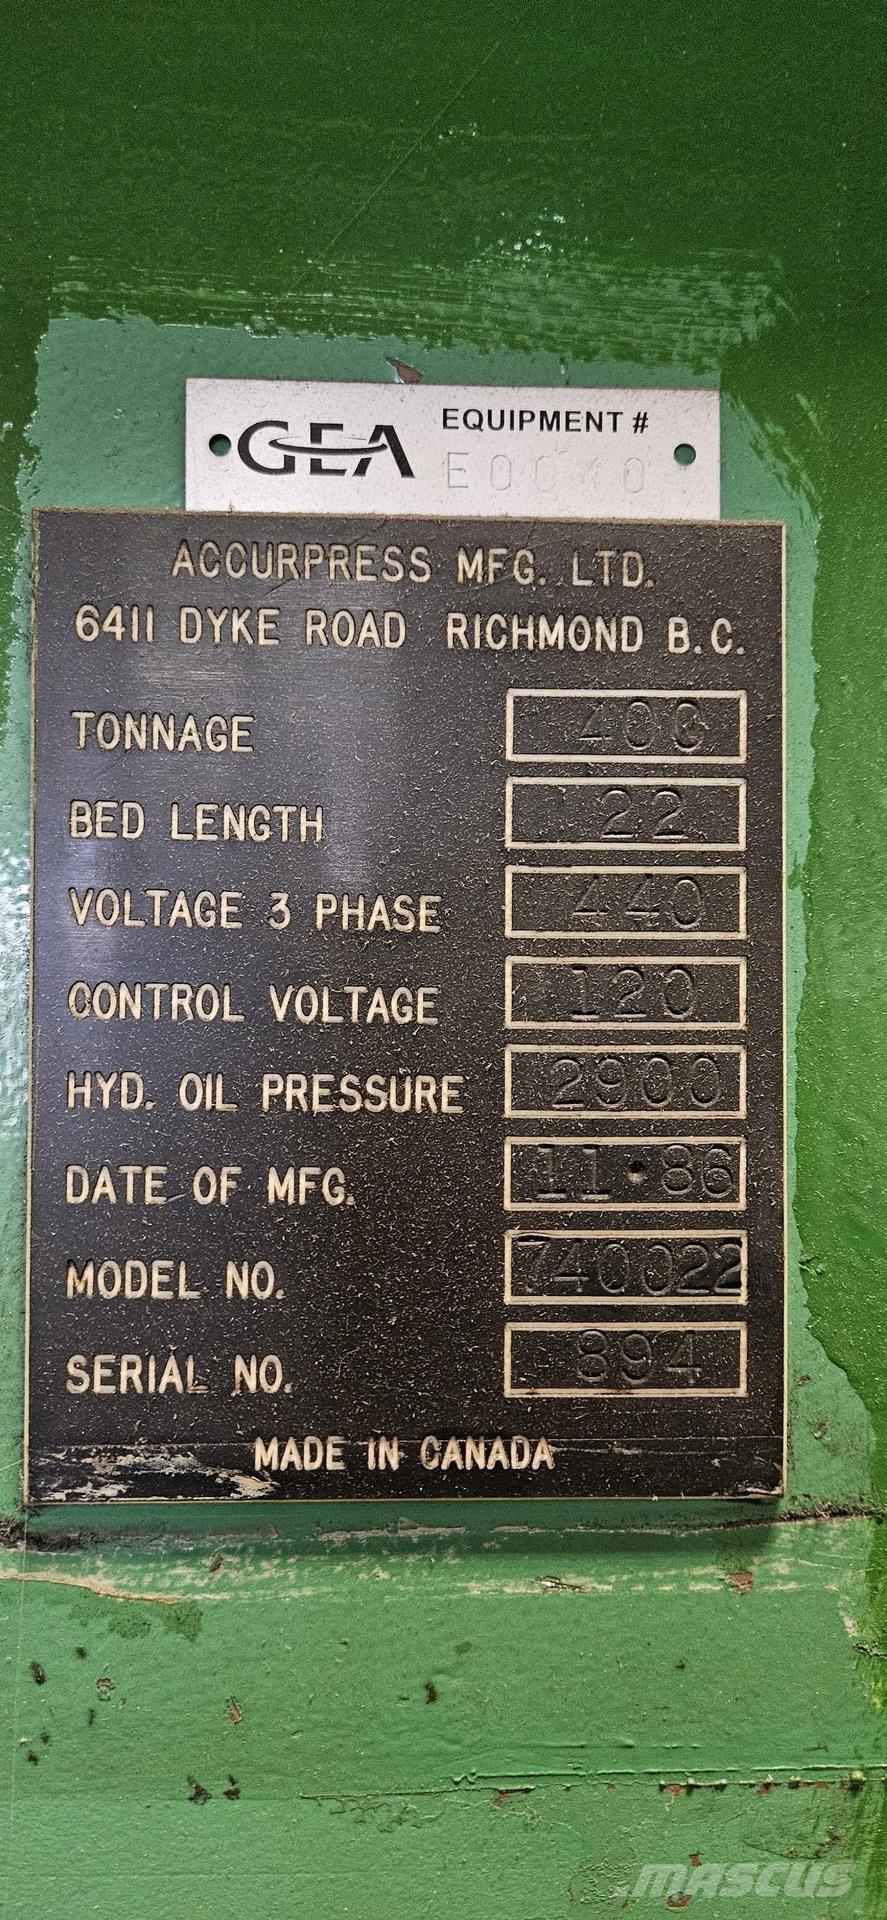 GEA EQUIPMENT #
E0040
ACCURPRESS MFG. LTD.
6411 DYKE ROAD RICHMOND B.C.
TONNAGE 400
BED LENGTH 22
VOLTAGE 3 PHASE 440
CONTROL VOLTAGE 120
HYD. OIL PRESSURE 2900
DATE OF MFG. 11·86
MODEL NO. 740022
SERIAL NO. 894
MADE IN CANADA
MASCUS